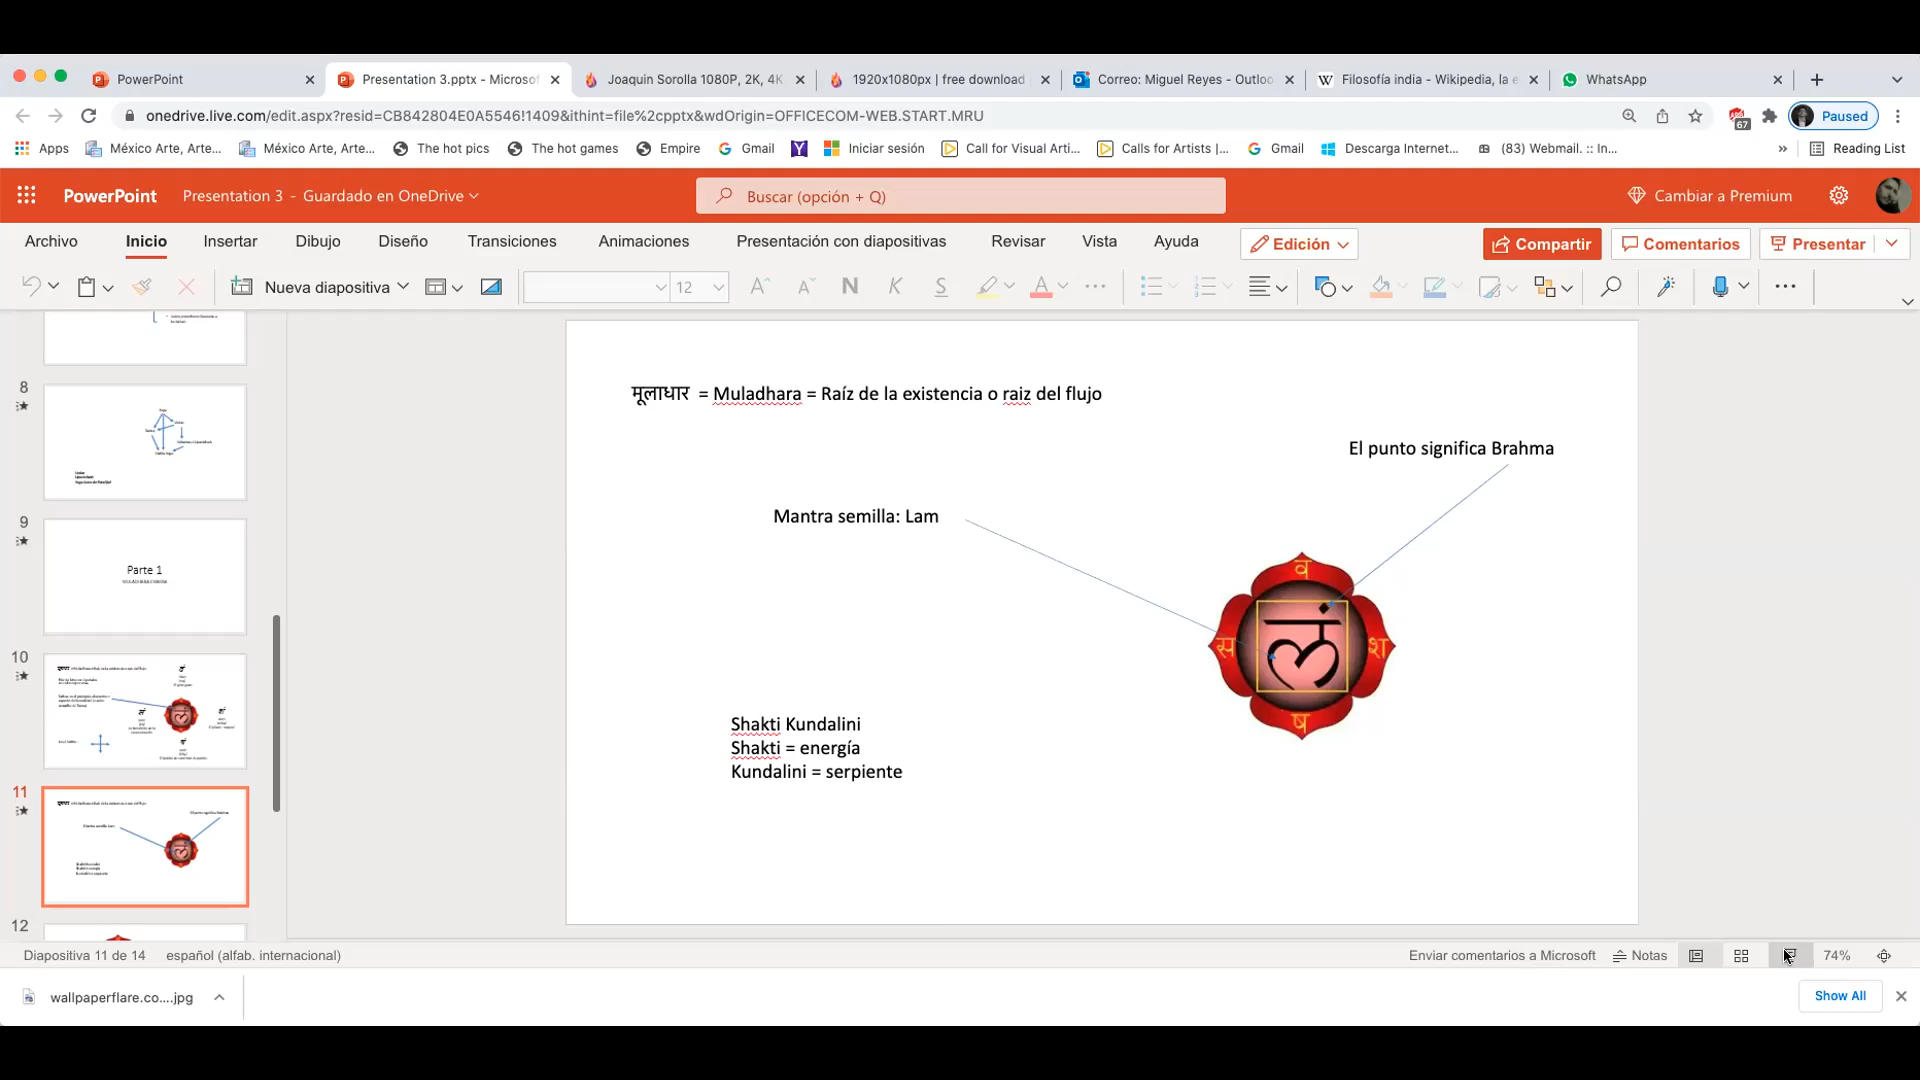 PowerPoint
Presentation 3.pptx - Microso
Joaquin Sorolla 1080P, 2K, 4K
1920x1080px | free download
Correo: Miguel Reyes - Outloo
Filosofía india - Wikipedia, la e
WhatsApp
onedrive.live.com/edit.aspx?resid=CB842804E0A5546!1409&ithint=file%2cpptx&wdOrigin=OFFICECOM-WEB.START.MRU
67
Paused
Apps
México Arte, Arte...
México Arte, Arte...
The hot pics
The hot games
Empire
Gmail
Iniciar sesión
Call for Visual Arti...
Calls for Artists |...
Gmail
Descarga Internet...
(83) Webmail. :: In...
Reading List
PowerPoint
Presentation 3 - Guardado en OneDrive
Buscar (opción + Q)
Cambiar a Premium
Archivo
Inicio
Insertar
Dibujo
Diseño
Transiciones
Animaciones
Presentación con diapositivas
Revisar
Vista
Ayuda
Edición
Compartir
Comentarios
Presentar
Nueva diapositiva
12
N
K
S
8
9
Parte 1
10
11
12
मूलाधार = Muladhara = Raíz de la existencia o raiz del flujo
El punto significa Brahma
Mantra semilla: Lam
वं
लं
सं
शं
षं
Shakti Kundalini
Shakti = energía
Kundalini = serpiente
Diapositiva 11 de 14
español (alfab. internacional)
Enviar comentarios a Microsoft
Notas
74%
wallpaperflare.co....jpg
Show All